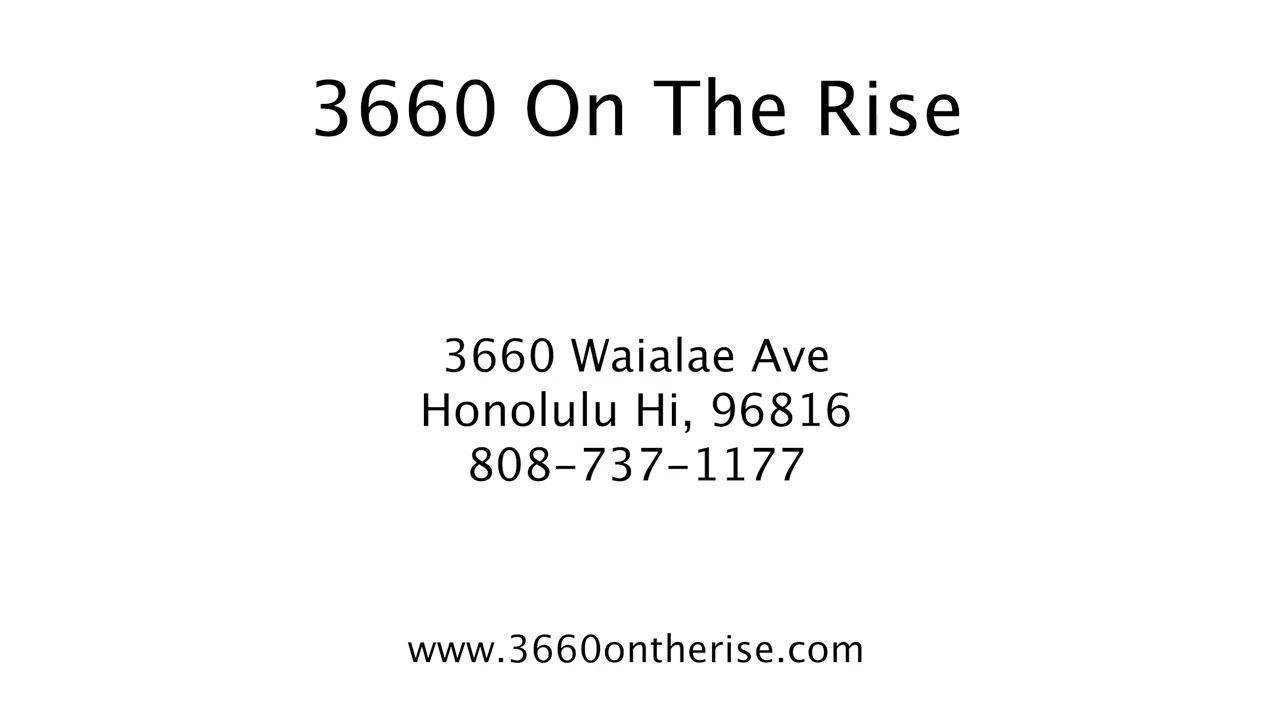 3660 On The Rise
3660 Waialae Ave
Honolulu Hi, 96816
808-737-1177
www.3660ontherise.com